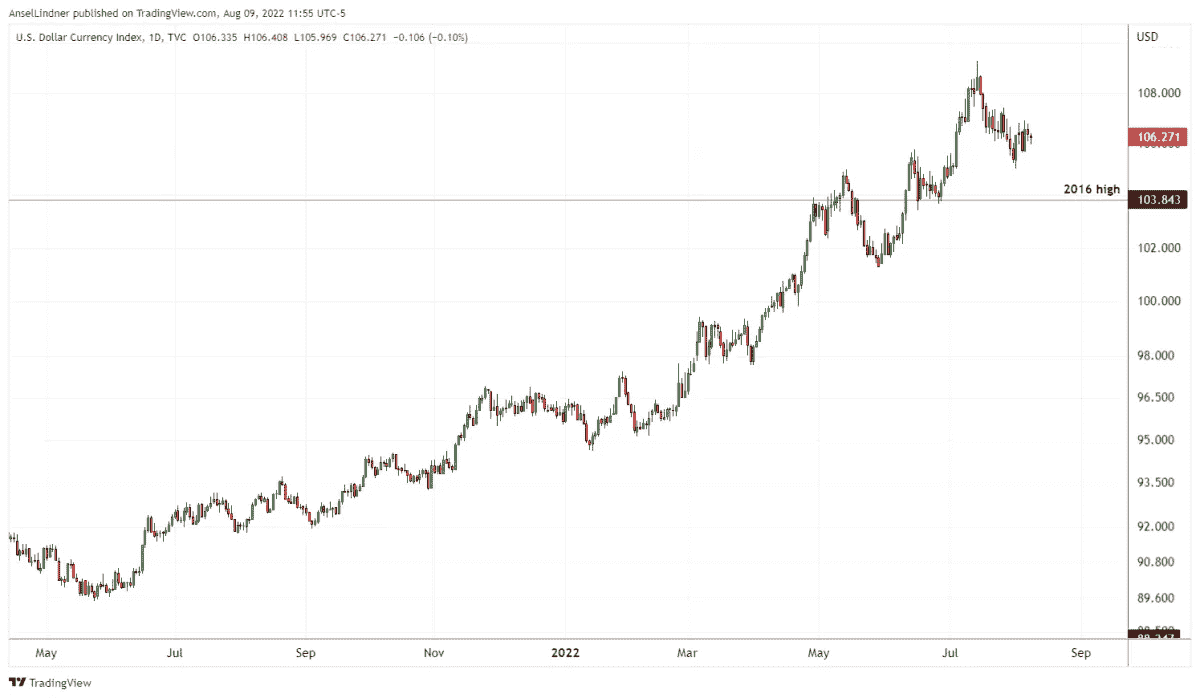 AnselLindner published on TradingView.com, Aug 09, 2022 11:55 UTC-5
U.S. Dollar Currency Index, 1D, TVC O106.335 H106.408 L105.969 C106.271 −0.106 (−0.10%)
USD
108.000
106.271
2016 high
103.843
102.000
100.000
98.000
96.500
95.000
93.500
92.000
90.800
89.600
May Jul Sep Nov 2022 Mar May Jul Sep
TradingView